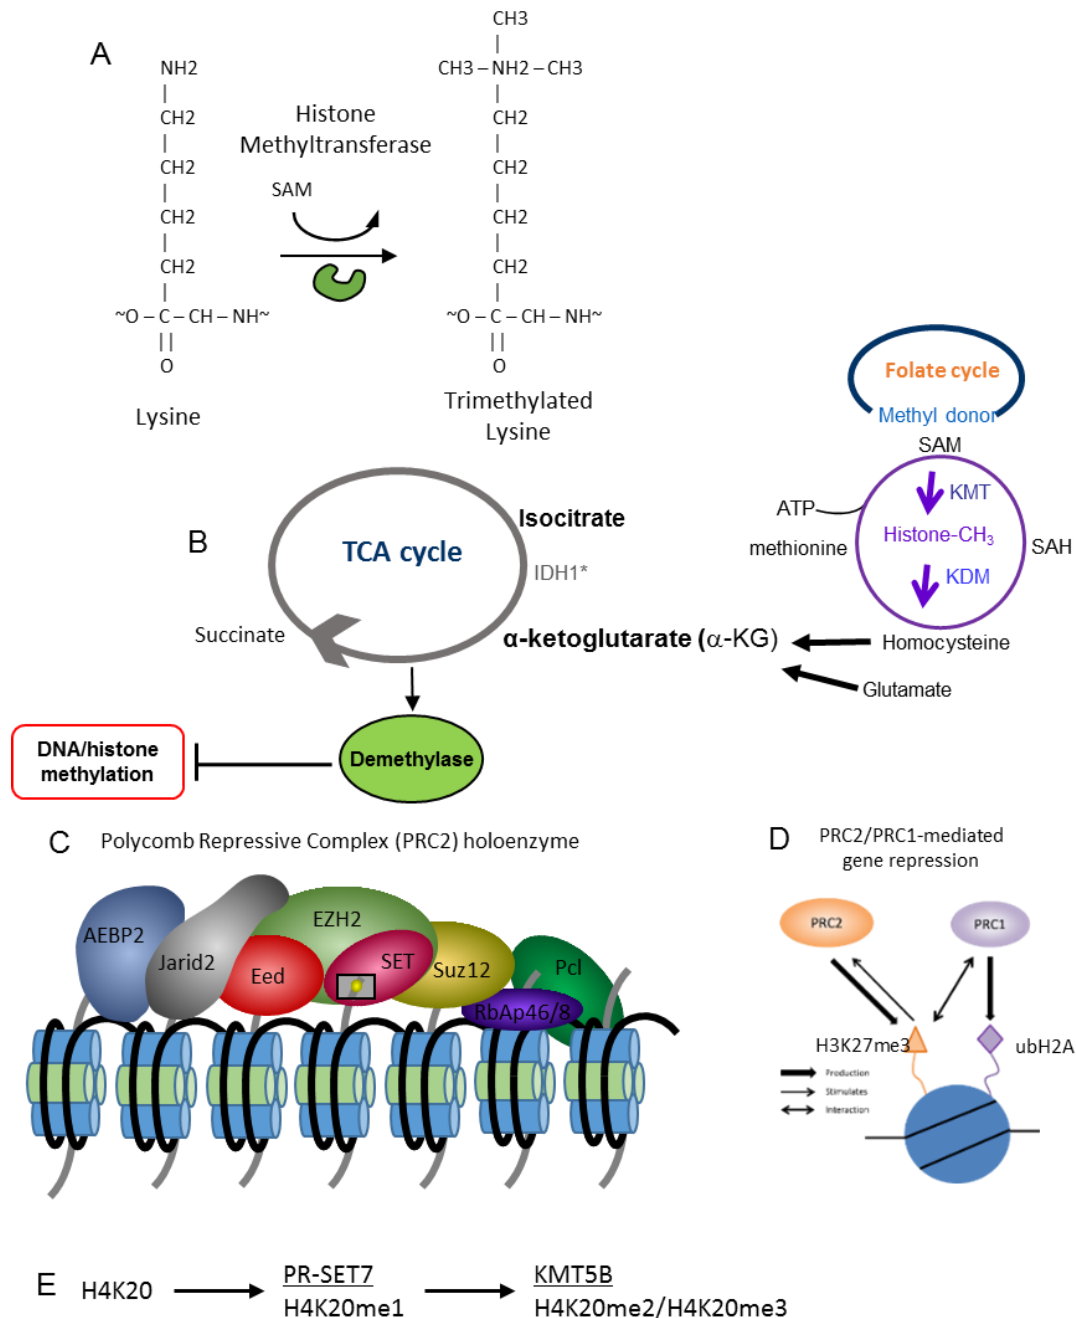 A
NH2
|
CH2
|
CH2
|
CH2
|
CH2
|
~O – C – CH – NH~
||
O
Lysine
Histone
Methyltransferase
SAM
CH3
|
CH3 – NH2 – CH3
|
CH2
|
CH2
|
CH2
|
CH2
|
~O – C – CH – NH~
||
O
Trimethylated
Lysine
B
TCA cycle
Isocitrate
IDH1*
Succinate
α-ketoglutarate (α-KG)
Demethylase
DNA/histone
methylation
Folate cycle
Methyl donor
SAM
KMT
ATP
Histone-CH₃
methionine
SAH
KDM
Homocysteine
Glutamate
C Polycomb Repressive Complex (PRC2) holoenzyme
AEBP2
Jarid2
Eed
EZH2
SET
Suz12
RbAp46/8
Pcl
D
PRC2/PRC1-mediated
gene repression
PRC2
PRC1
H3K27me3
ubH2A
Production
Stimulates
Interaction
E H4K20
PR-SET7
H4K20me1
KMT5B
H4K20me2/H4K20me3